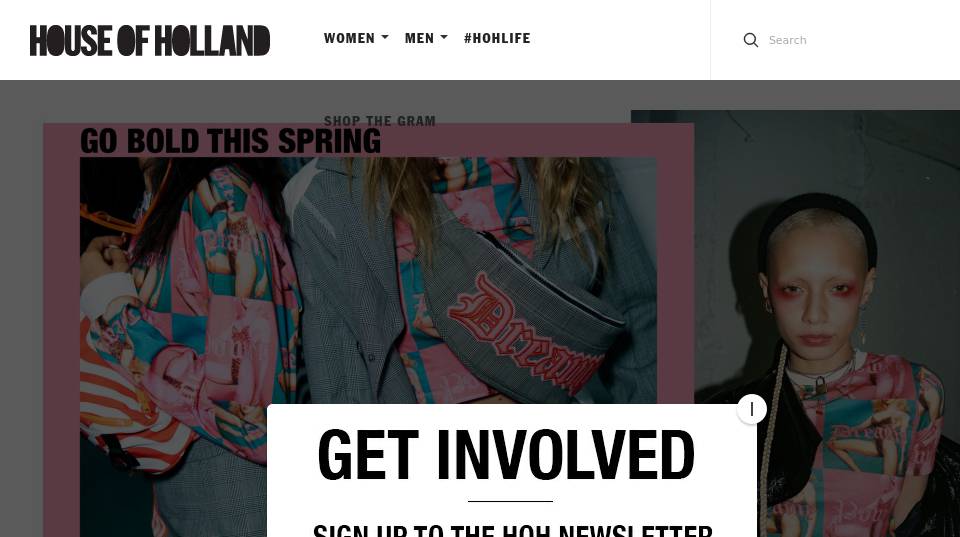 HOUSE OF HOLLAND
WOMEN MEN #HOHLIFE
Search
SHOP THE GRAM
GO BOLD THIS SPRING
Dream
GET INVOLVED
SIGN UP TO THE HOH NEWSLETTER